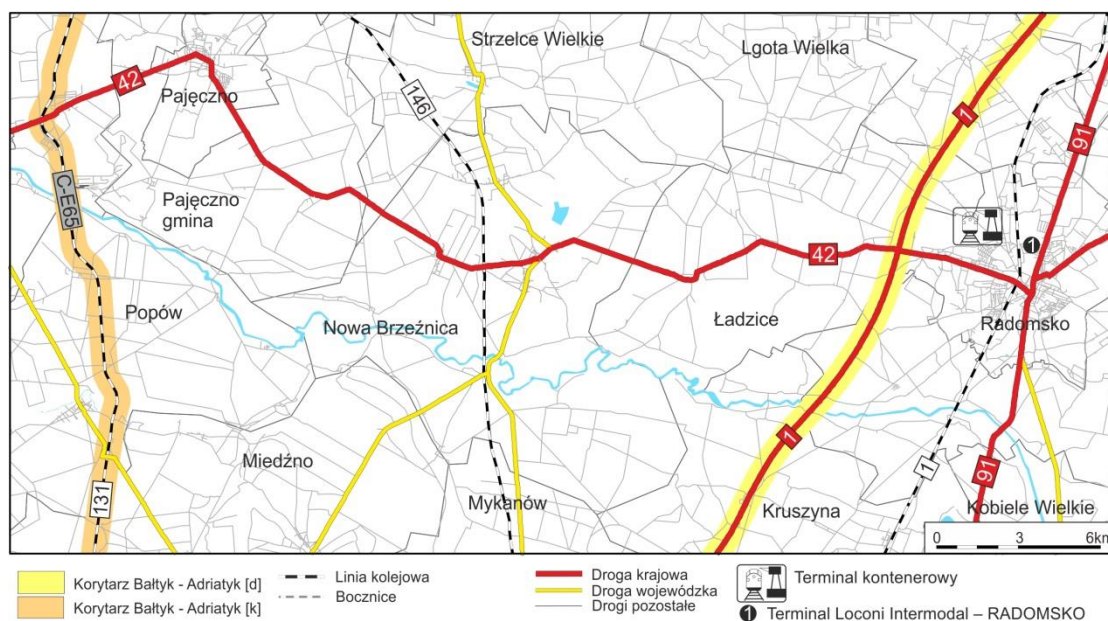 Strzelce Wielkie
Lgota Wielka
42
Pajęczno
146
1
91
C-E65
Pajęczno
gmina
1
42
Popów
Nowa Brzeźnica
Ładzice
Radomsko
1
Miedźno
1
91
131
Mykanów
Kruszyna
Kobiele Wielkie
0 3 6km
Korytarz Bałtyk - Adriatyk [d]
Korytarz Bałtyk - Adriatyk [k]
Linia kolejowa
Bocznice
Droga krajowa
Droga wojewódzka
Drogi pozostałe
Terminal kontenerowy
1 Terminal Loconi Intermodal – RADOMSKO